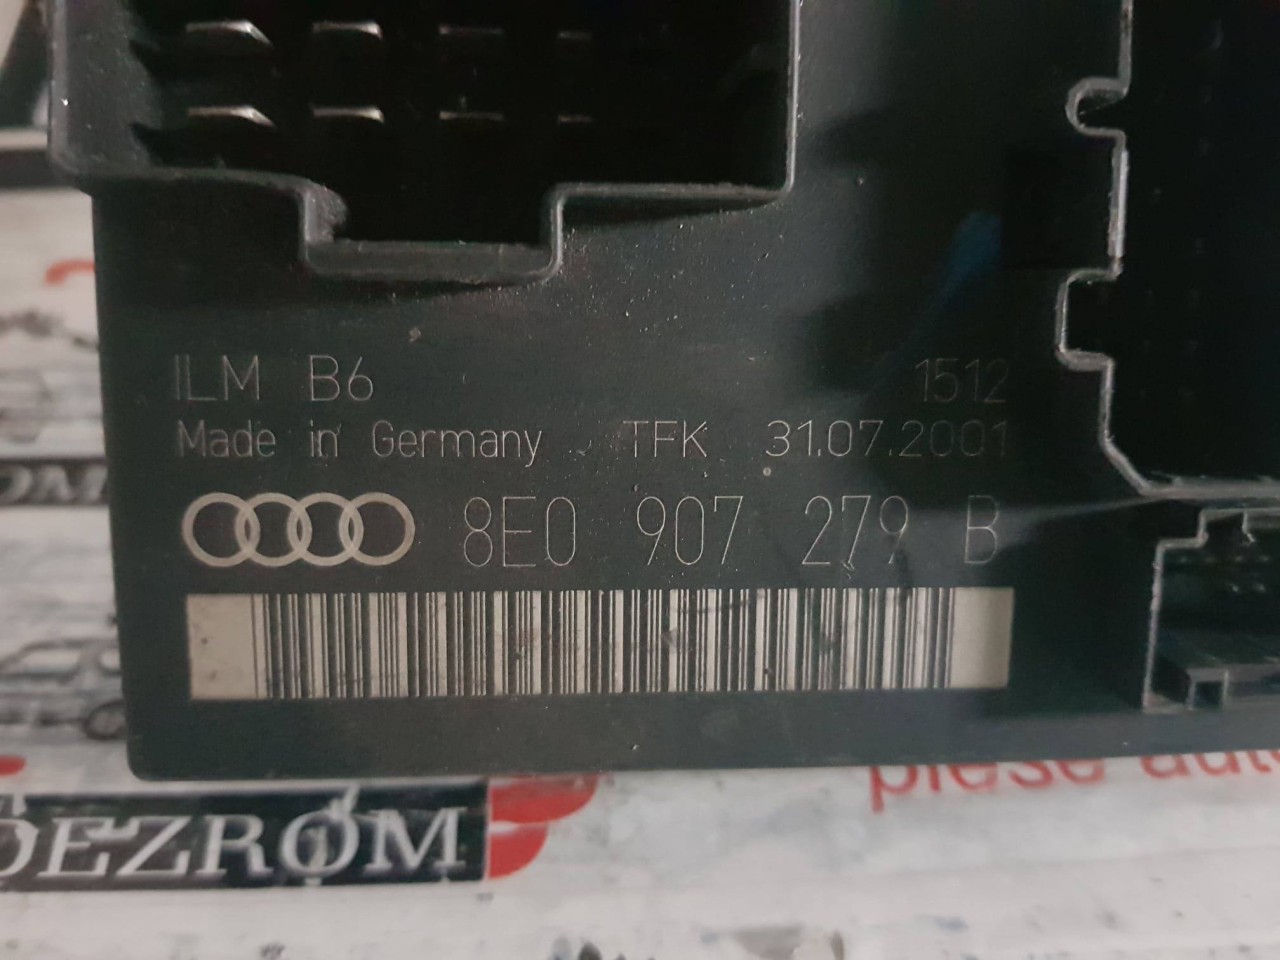 ILM B6 1512
Made in Germany TFK 31.07.2001
8E0 907 279 B
piese auto
DEZROM